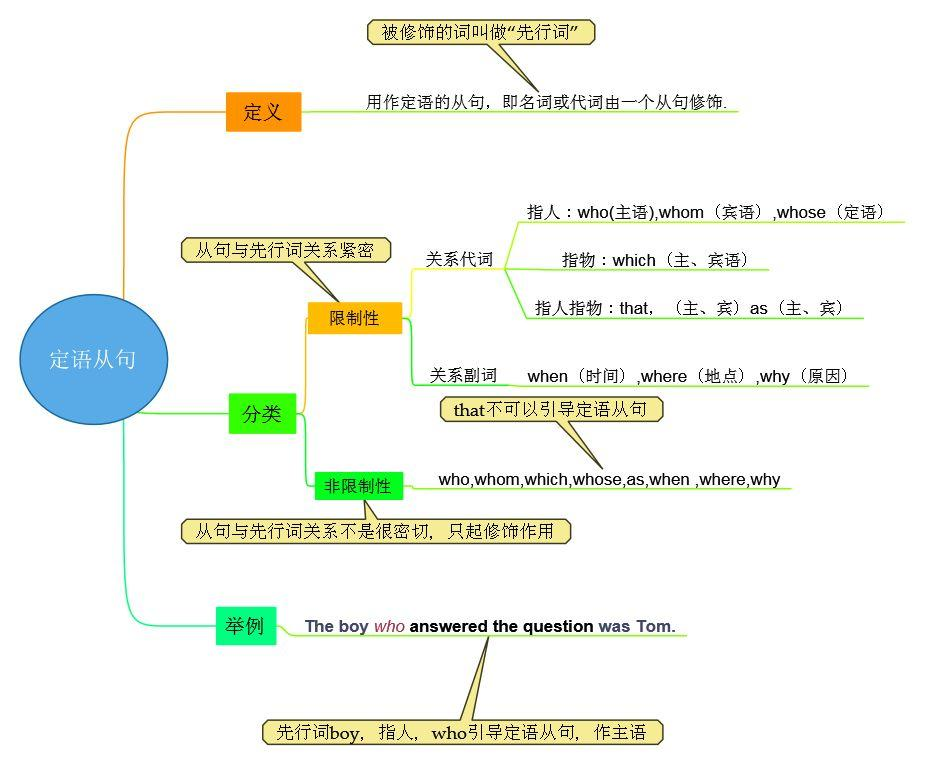 被修饰的词叫做“先行词”
定义
用作定语的从句，即名词或代词由一个从句修饰.
指人：who(主语),whom（宾语）,whose（定语）
从句与先行词关系紧密
关系代词
指物：which（主、宾语）
指人指物：that，（主、宾）as（主、宾）
限制性
定语从句
关系副词
when（时间）,where（地点）,why（原因）
that不可以引导定语从句
分类
非限制性
who,whom,which,whose,as,when ,where,why
从句与先行词关系不是很密切，只起修饰作用
举例
The boy who answered the question was Tom.
先行词boy，指人，who引导定语从句，作主语